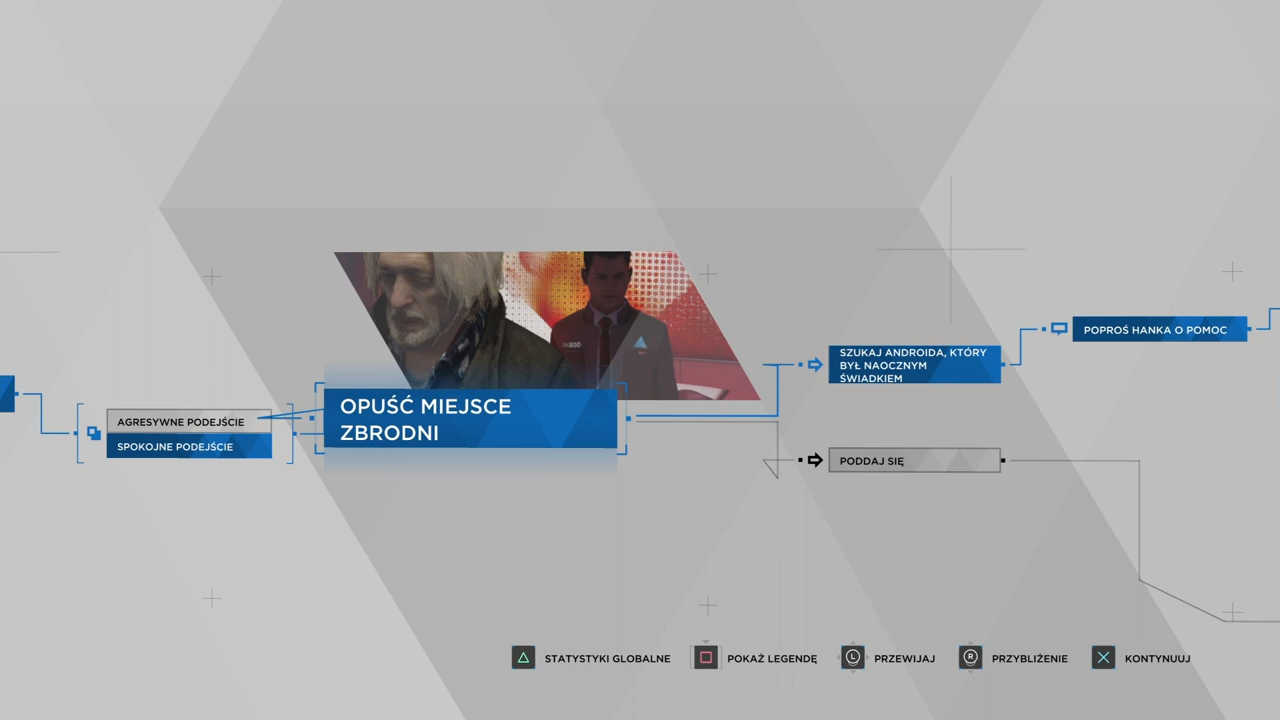 AGRESYWNE PODEJŚCIE
SPOKOJNE PODEJŚCIE
OPUŚĆ MIEJSCE
ZBRODNI
SZUKAJ ANDROIDA, KTÓRY
BYŁ NAOCZNYM
ŚWIADKIEM
POPROŚ HANKA O POMOC
PODDAJ SIĘ
STATYSTYKI GLOBALNE
POKAŻ LEGENDĘ
L
PRZEWIJAJ
R
PRZYBLIŻENIE
KONTYNUUJ